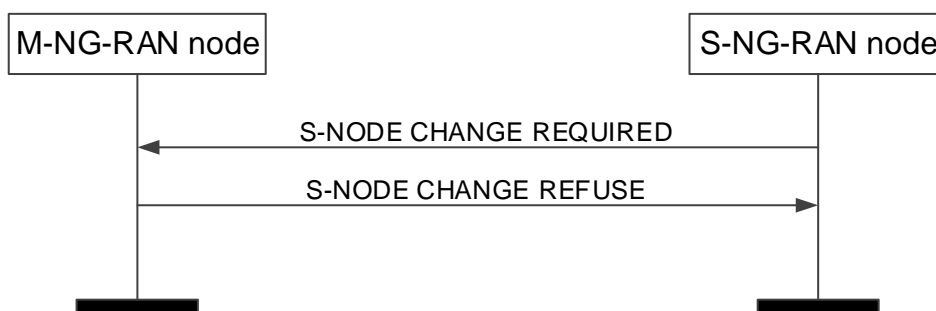 M-NG-RAN node
S-NG-RAN node
S-NODE CHANGE REQUIRED
S-NODE CHANGE REFUSE